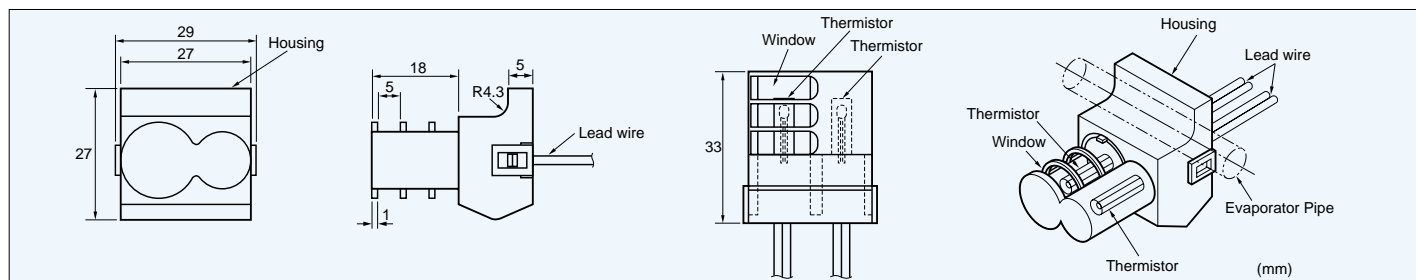 29
27
Housing
27
18
5
5
R4.3
Lead wire
1
Thermistor
Thermistor
Window
33
Housing
Lead wire
Thermistor
Window
Evaporator Pipe
Thermistor
(mm)